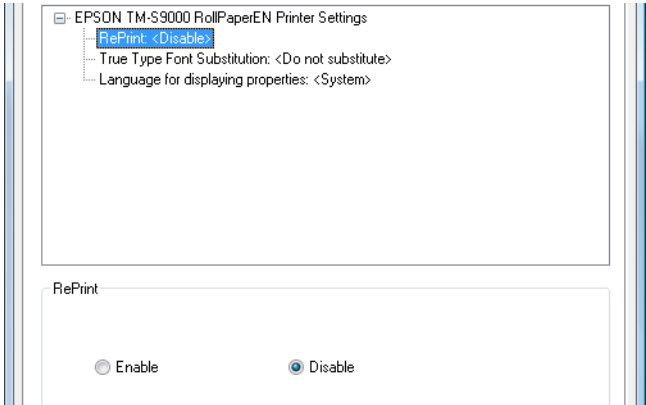 EPSON TM-S9000 RollPaperEN Printer Settings
RePrint: <Disable>
True Type Font Substitution: <Do not substitute>
Language for displaying properties: <System>
RePrint
Enable Disable